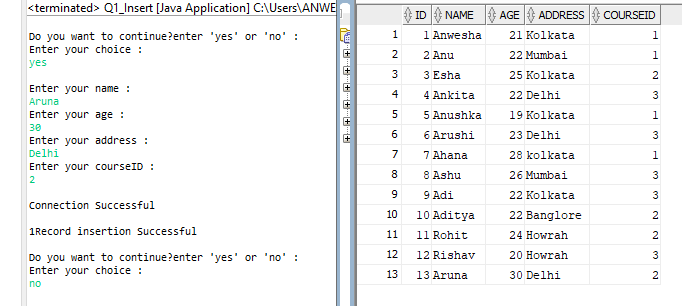 <terminated> Q1_Insert [Java Application] C:\Users\ANWE
Do you want to continue?enter 'yes' or 'no' :
Enter your choice :
yes
Enter your name :
Aruna
Enter your age :
30
Enter your address :
Delhi
Enter your courseID :
2
Connection Successful
1Record insertion Successful
Do you want to continue?enter 'yes' or 'no' :
Enter your choice :
no
ID NAME AGE ADDRESS COURSEID
1 1 Anwesha 21 Kolkata 1
2 2 Anu 22 Mumbai 1
3 3 Esha 25 Kolkata 2
4 4 Ankita 22 Delhi 3
5 5 Anushka 19 Kolkata 1
6 6 Arushi 23 Delhi 3
7 7 Ahana 28 kolkata 1
8 8 Ashu 26 Mumbai 3
9 9 Adi 22 Kolkata 3
10 10 Aditya 22 Banglore 2
11 11 Rohit 24 Howrah 2
12 12 Rishav 20 Howrah 3
13 13 Aruna 30 Delhi 2